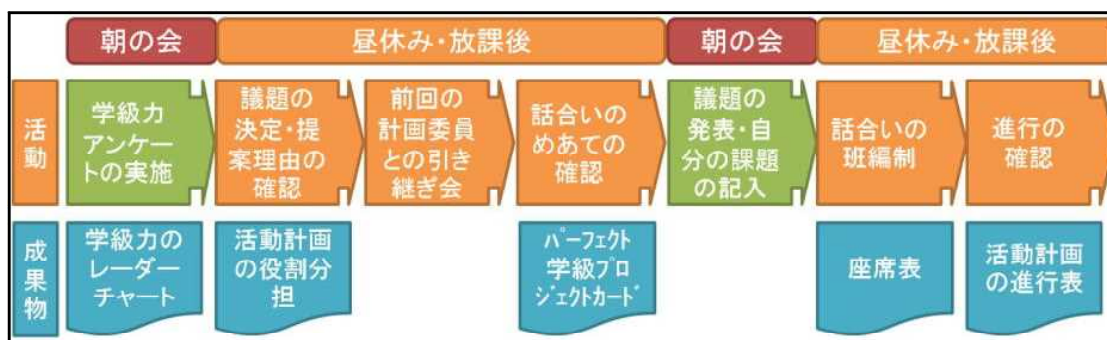 朝の会
昼休み・放課後
朝の会
昼休み・放課後
活動
学級力
アンケー
トの実施
議題の
決定・提
案理由の
確認
前回の
計画委員
との引き
継ぎ会
話合いの
めあての
確認
議題の
発表・自
分の課題
の記入
話合いの
班編制
進行の
確認
成果物
学級力の
レーダー
チャート
活動計画
の役割分
担
パーフェクト
学級プロ
ジェクトカード
座席表
活動計画
の進行表